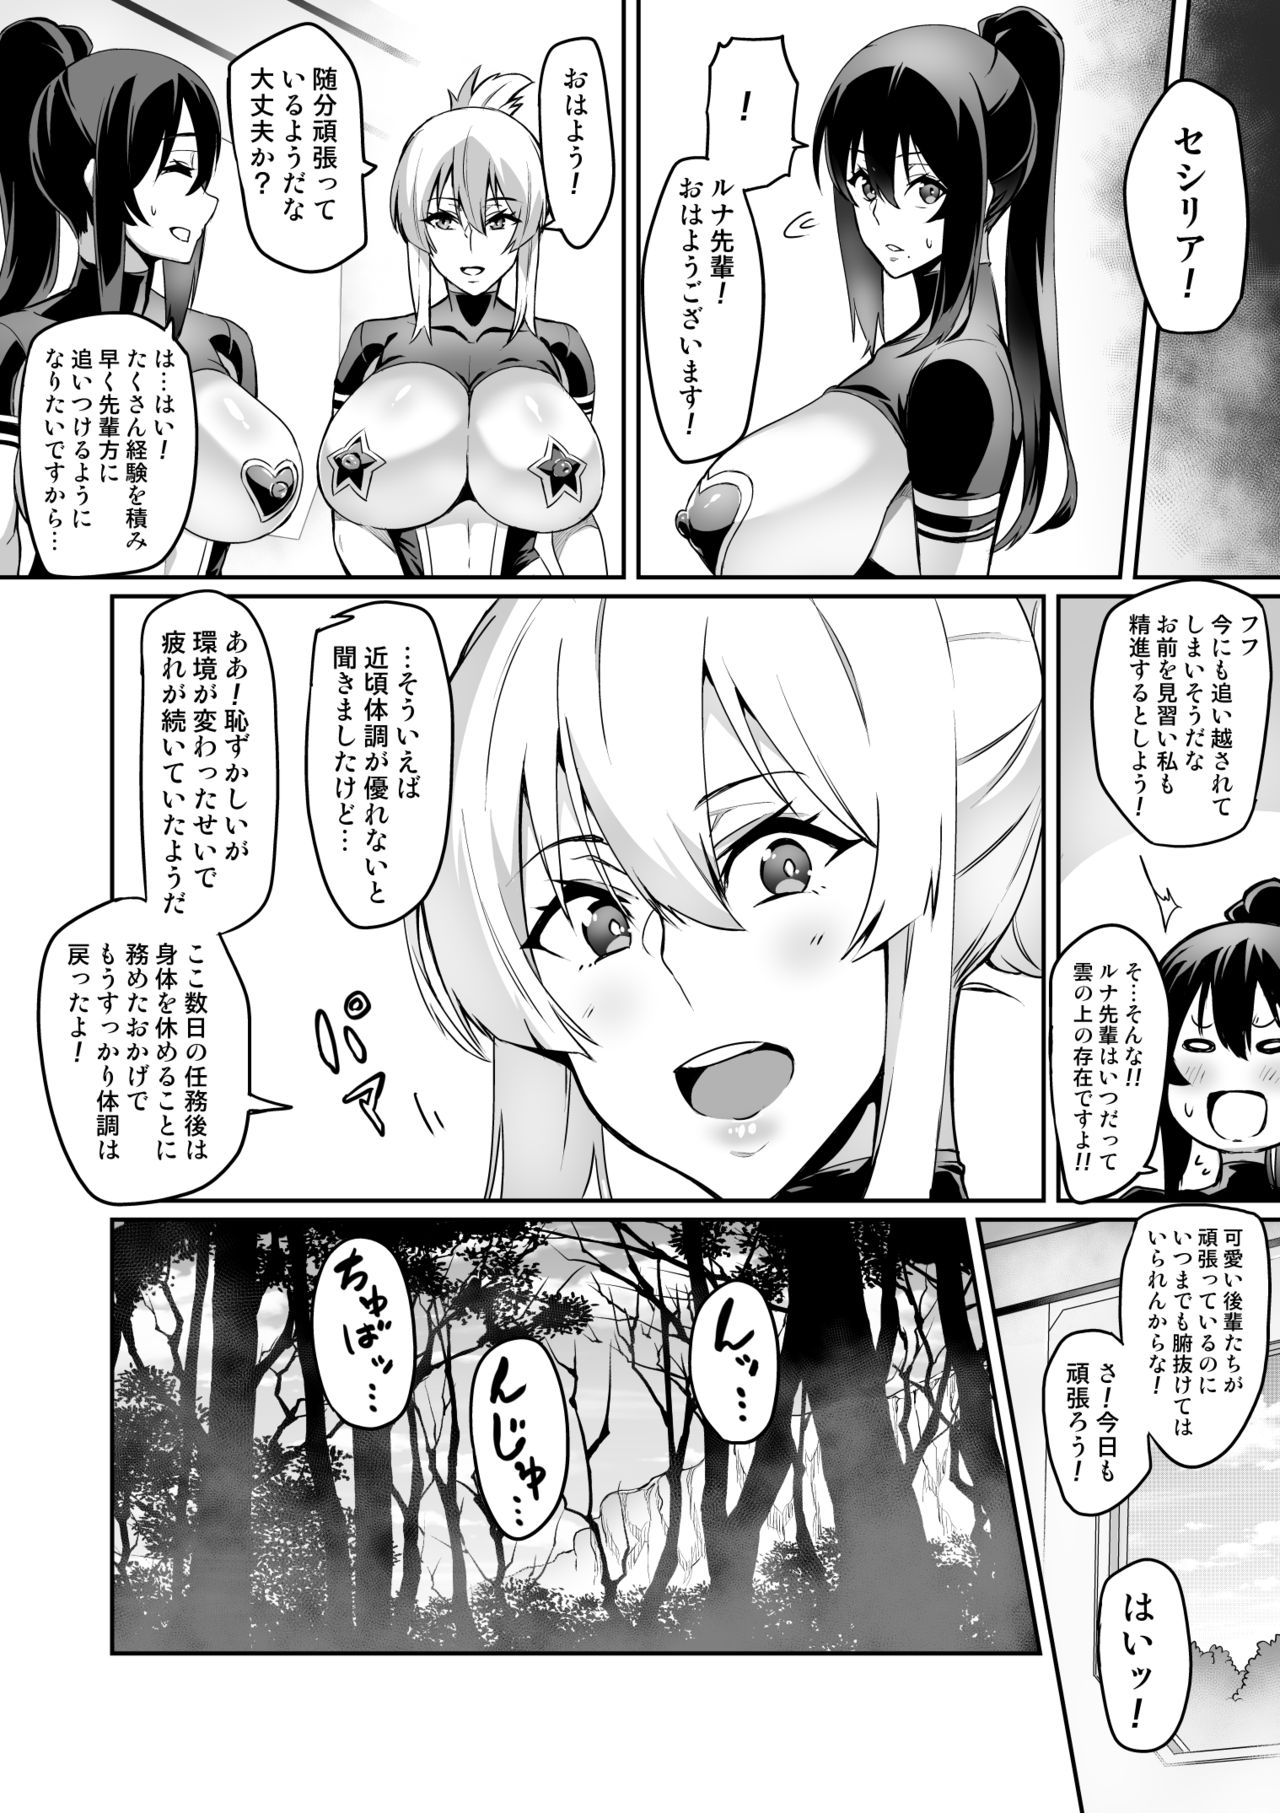 セシリア！
！
ルナ先輩！
おはようございます！
おはよう！
随分頑張って
いるようだな
大丈夫か？
は…はい！
たくさん経験を積み
早く先輩方に
追いつけるように
なりたいですから…
フフ
今にも追い越されて
しまいそうだな
お前を見習い私も
精進するとしよう！
そ…そんな!!
ルナ先輩はいつだって
雲の上の存在ですよ!!
…そういえば
近頃体調が優れないと
聞きましたけど…
ああ！恥ずかしいが
環境が変わったせいで
疲れが続いていたようだ
ここ数日の任務後は
身体を休めることに
務めたおかげで
もうすっかり体調は
戻ったよ！
パァ
可愛い後輩たちが
頑張っているのに
いつまでも腑抜けては
いられんからな！
さ！今日も
頑張ろう！
はいッ！
んッ…
んじゅ…
ちゅばッ…